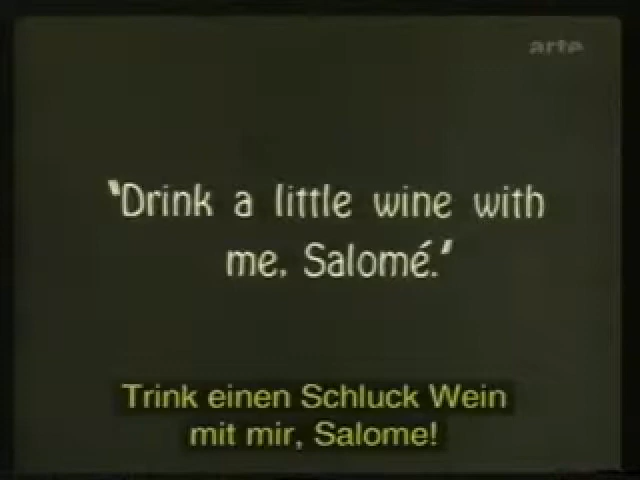 arte
"Drink a little wine with
me, Salomé."
Trink einen Schluck Wein
mit mir, Salome!